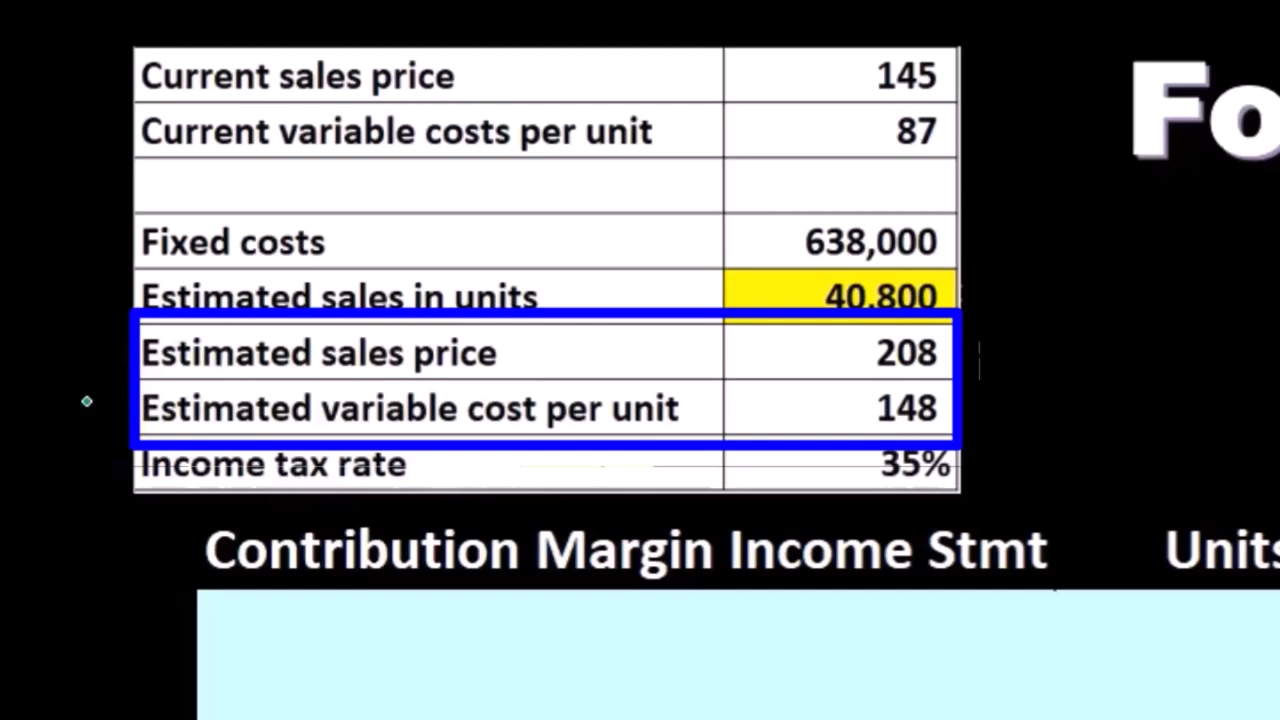 Current sales price 145
Current variable costs per unit 87
Fixed costs 638,000
Estimated sales in units 40,800
Estimated sales price 208
Estimated variable cost per unit 148
Income tax rate 35%
Contribution Margin Income Stmt